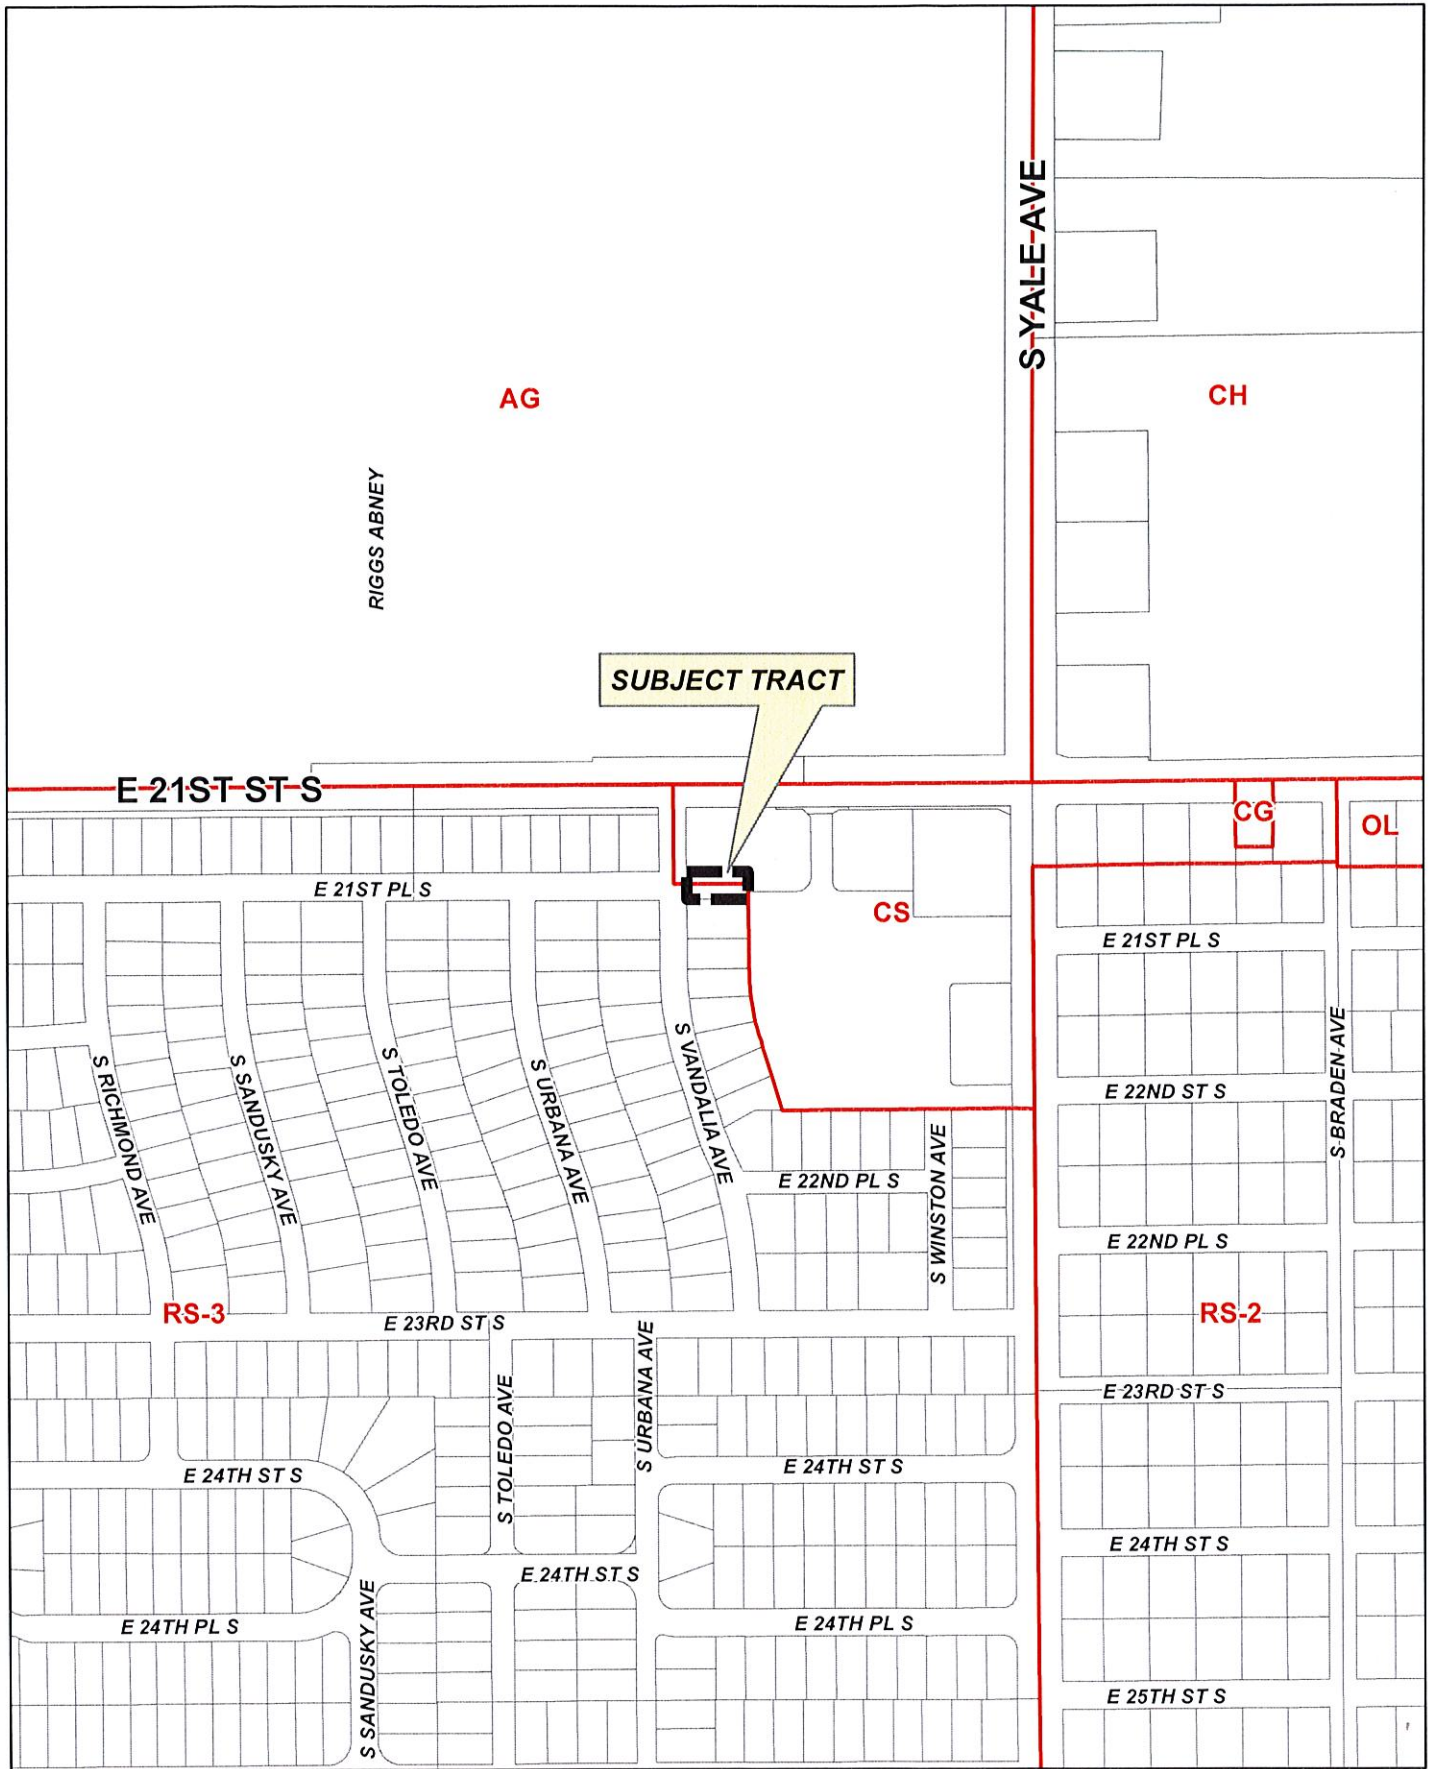 S YALE AVE
AG
CH
RIGGS ABNEY
SUBJECT TRACT
E 21ST ST S
CG
OL
E 21ST PL S
CS
E 21ST PL S
S RICHMOND AVE
S SANDUSKY AVE
S TOLEDO AVE
S URBANA AVE
S VANDALIA AVE
S BRADEN AVE
E 22ND ST S
S WINSTON AVE
E 22ND PL S
E 22ND PL S
RS-3
RS-2
E 23RD ST S
S URBANA AVE
S TOLEDO AVE
E 23RD ST S
E 24TH ST S
E 24TH ST S
E 24TH ST S
E 24TH ST S
S SANDUSKY AVE
E 24TH PL S
E 24TH PL S
E 25TH ST S